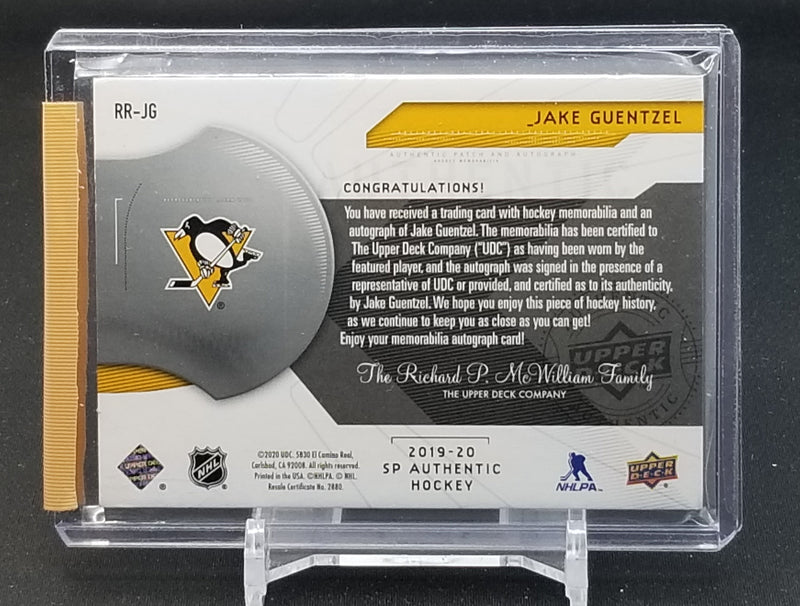 RR-JG
JAKE GUENTZEL
AUTHENTIC PATCH AND AUTOGRAPH
CONGRATULATIONS!
You have received a trading card with hockey memorabilia and an
autograph of Jake Guentzel. The memorabilia has been certified to
The Upper Deck Company ("UDC") as having been worn by the
featured player, and the autograph was signed in the presence of a
representative of UDC or provided, and certified as to its authenticity,
by Jake Guentzel. We hope you enjoy this piece of hockey history,
as we continue to keep you as close as you can get!
Enjoy your memorabilia autograph card!
UPPER
DECK
AUTHENTIC
The Richard P. McWilliam Family
THE UPPER DECK COMPANY
©2020 UDC. 5830 El Camino Real,
Carlsbad, CA 92008. All rights reserved.
Printed in the USA. ©NHLPA. © NHL.
Resale Certificate No. 2880.
2019-20
SP AUTHENTIC
HOCKEY
UPPER DECK
NHL
NHLPA
UPPER
DECK